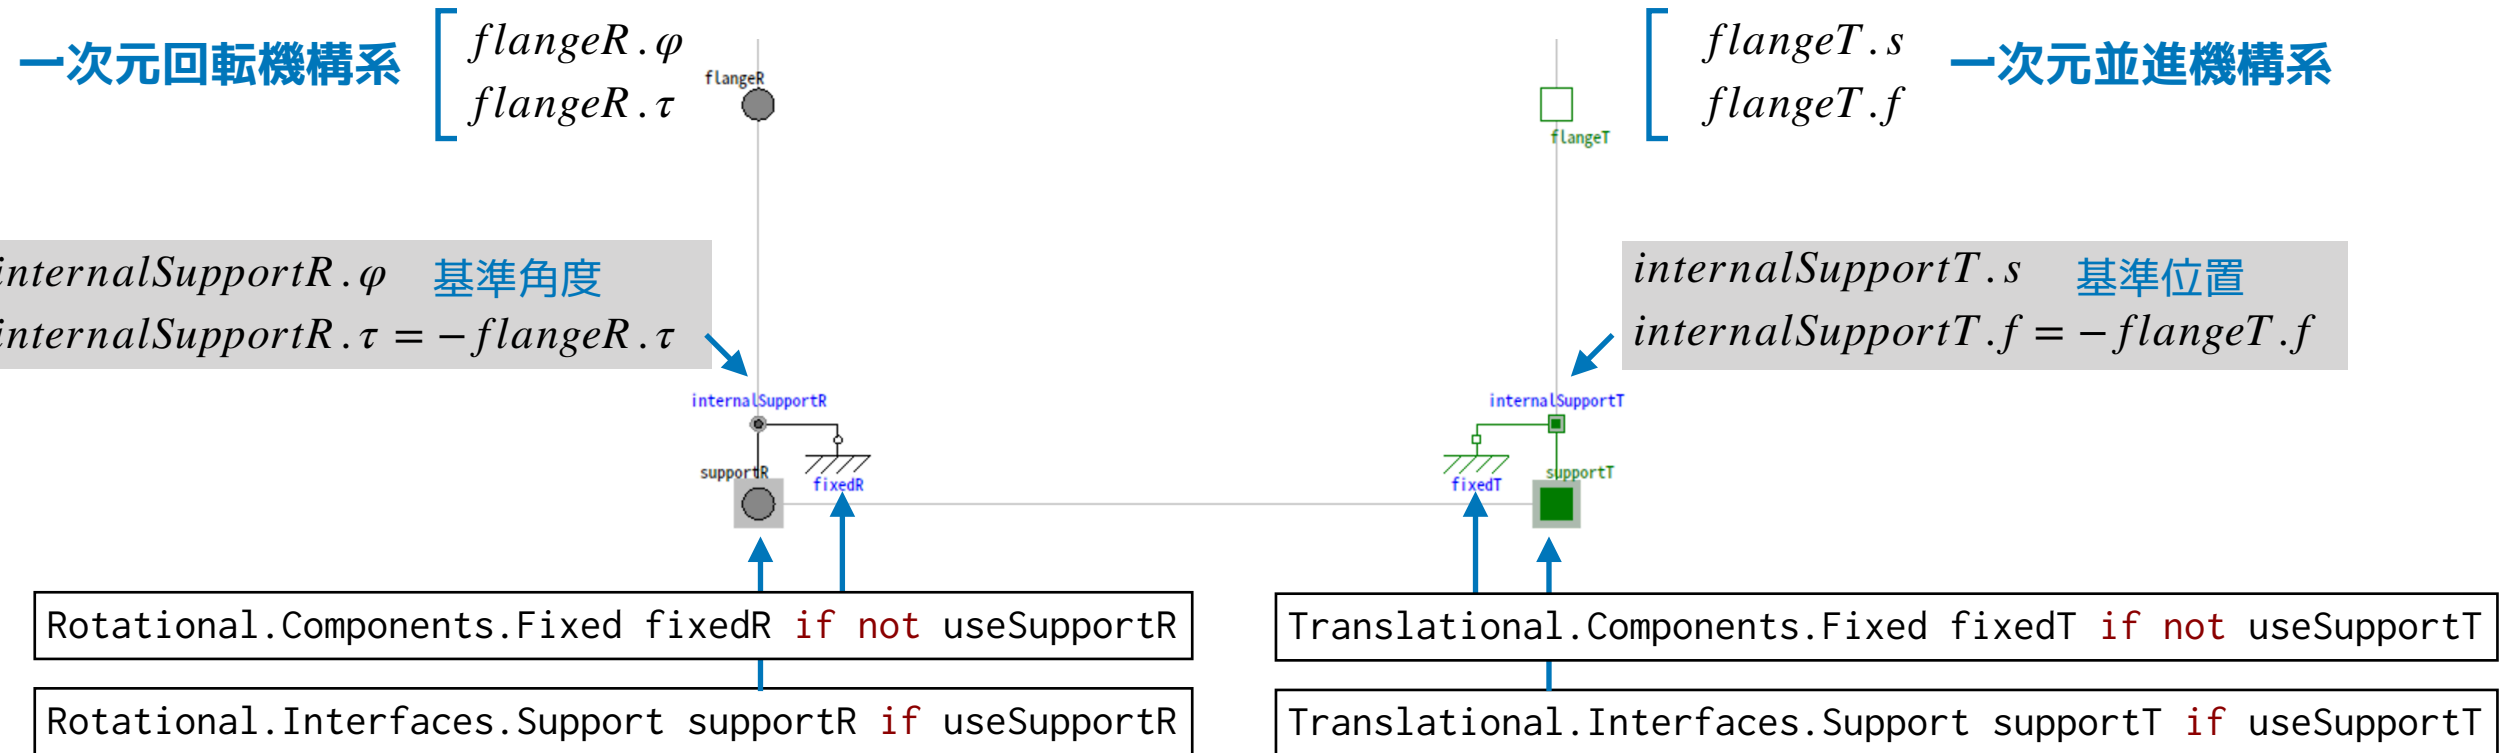 一次元回転機構系
flangeR.φ
flangeR.τ
flangeR
flangeT
flangeT.s
flangeT.f
一次元並進機構系
internalSupportR.φ 基準角度
internalSupportR.τ = −flangeR.τ
internalSupportT.s 基準位置
internalSupportT.f = −flangeT.f
internalSupportR
internalSupportT
supportR
fixedR
fixedT
supportT
Rotational.Components.Fixed fixedR if not useSupportR
Translational.Components.Fixed fixedT if not useSupportT
Rotational.Interfaces.Support supportR if useSupportR
Translational.Interfaces.Support supportT if useSupportT